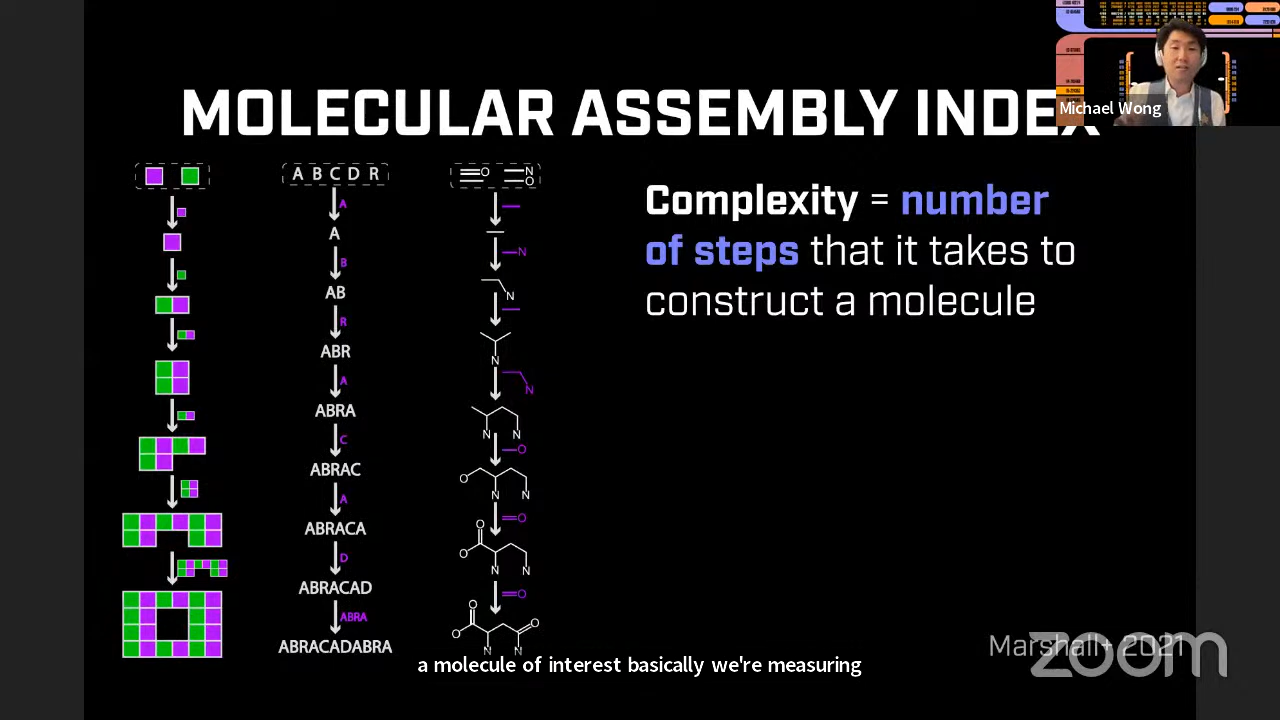 MOLECULAR ASSEMBLY INDEX
Michael Wong
A B C D R
A
A
B
AB
R
ABR
A
ABRA
C
ABRAC
A
ABRACA
D
ABRACAD
ABRA
ABRACADABRA
O N
O
N
N
N
N
N N
O
O
N N
O
O
O
N N
O
O
O
O
N N
Complexity = number
of steps that it takes to
construct a molecule
Marshall+ 2021
zoom
a molecule of interest basically we're measuring